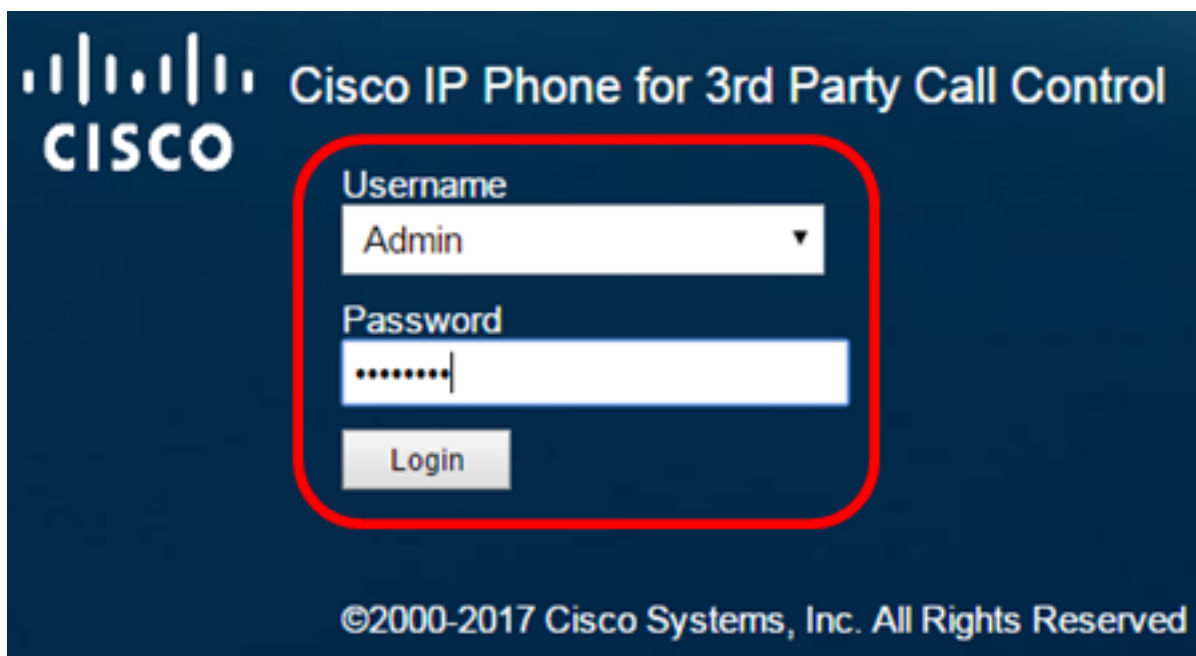 CISCO
Cisco IP Phone for 3rd Party Call Control
Username
Admin
Password
••••••••
Login
©2000-2017 Cisco Systems, Inc. All Rights Reserved